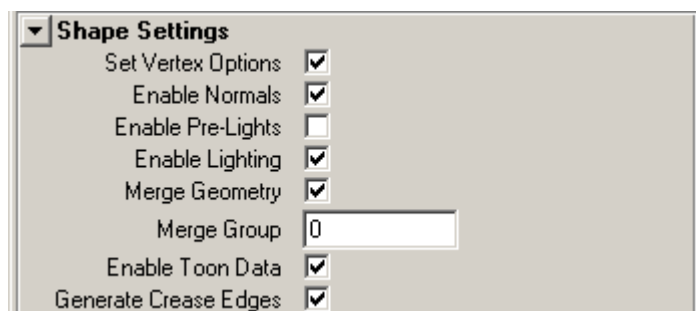 Shape Settings
Set Vertex Options
Enable Normals
Enable Pre-Lights
Enable Lighting
Merge Geometry
Merge Group 0
Enable Toon Data
Generate Crease Edges